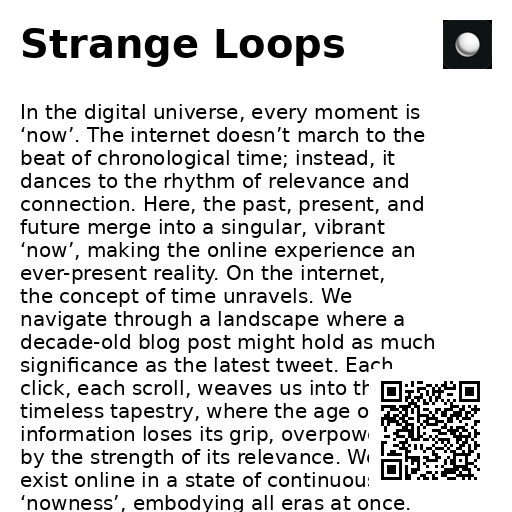 Strange Loops
In the digital universe, every moment is
‘now’. The internet doesn’t march to the
beat of chronological time; instead, it
dances to the rhythm of relevance and
connection. Here, the past, present, and
future merge into a singular, vibrant
‘now’, making the online experience an
ever-present reality. On the internet,
the concept of time unravels. We
navigate through a landscape where a
decade-old blog post might hold as much
significance as the latest tweet. Each
click, each scroll, weaves us into th
timeless tapestry, where the age o
information loses its grip, overpow
by the strength of its relevance. We
exist online in a state of continuous
‘nowness’, embodying all eras at once.